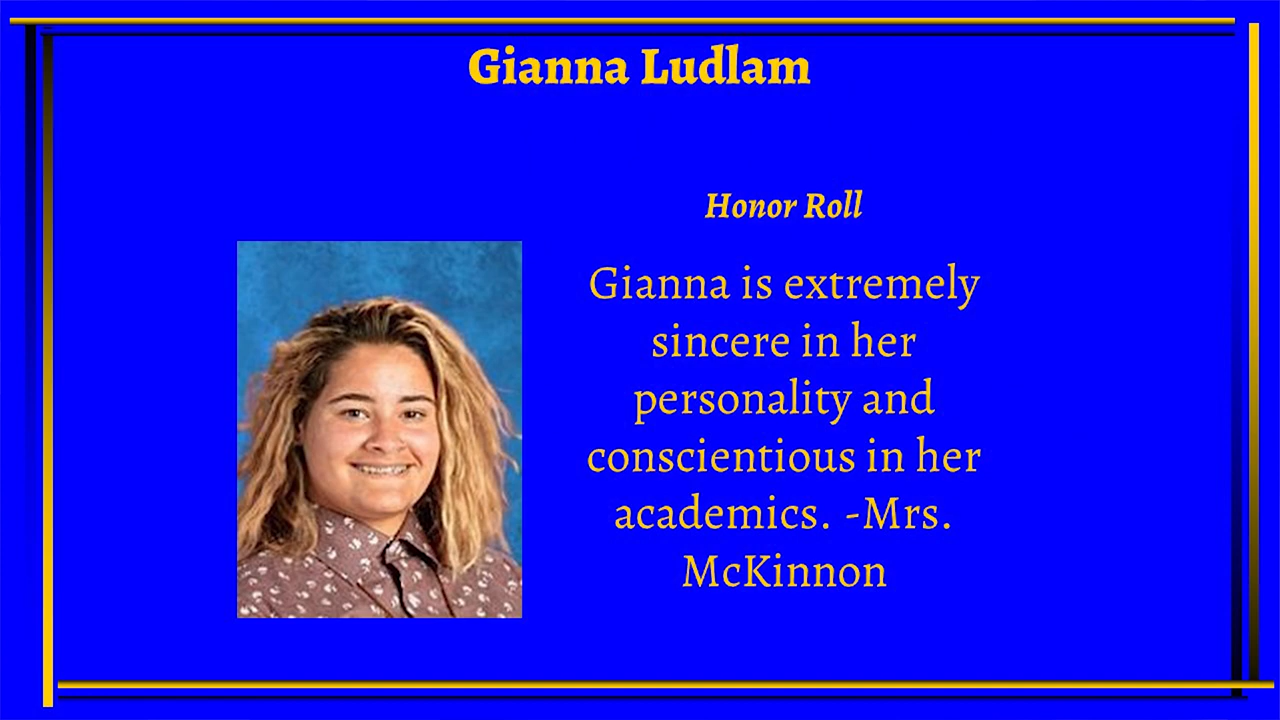 Gianna Ludlam
Honor Roll
Gianna is extremely
sincere in her
personality and
conscientious in her
academics. -Mrs.
McKinnon